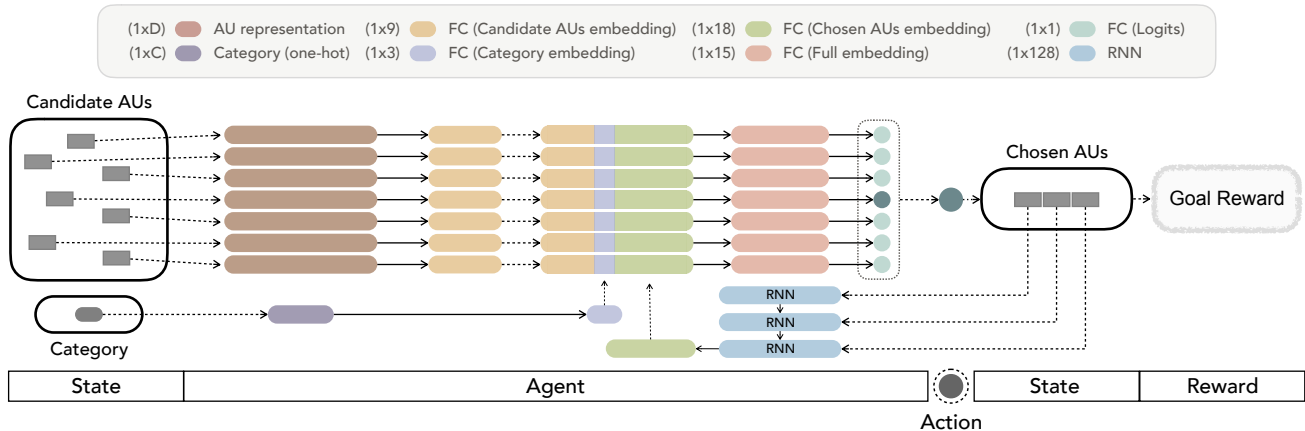 (1xD) AU representation (1x9) FC (Candidate AUs embedding) (1x18) FC (Chosen AUs embedding) (1x1) FC (Logits)
(1xC) Category (one-hot) (1x3) FC (Category embedding) (1x15) FC (Full embedding) (1x128) RNN
Candidate AUs
Chosen AUs
Goal Reward
RNN
RNN
RNN
Category
State Agent State Reward
Action